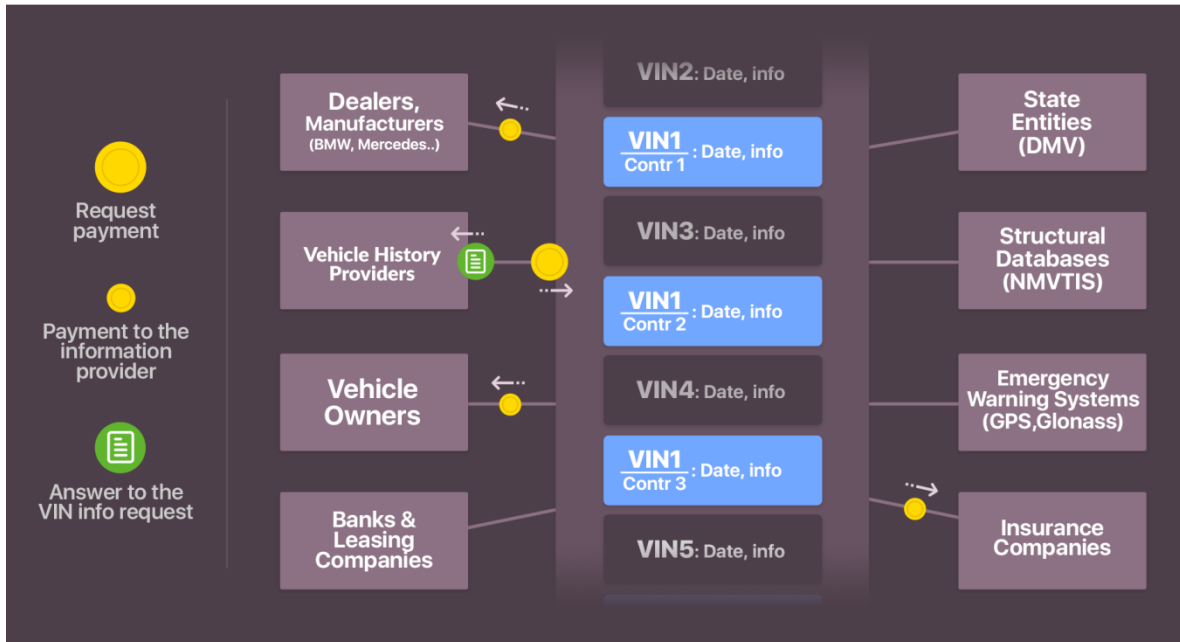 Request
payment
Payment to the
information
provider
Answer to the
VIN info request
Dealers,
Manufacturers
(BMW, Mercedes..)
Vehicle History
Providers
Vehicle
Owners
Banks &
Leasing
Companies
VIN2: Date, info
VIN1
Contr 1
: Date, info
VIN3: Date, info
VIN1
Contr 2
: Date, info
VIN4: Date, info
VIN1
Contr 3
: Date, info
VIN5: Date, info
State
Entities
(DMV)
Structural
Databases
(NMVTIS)
Emergency
Warning Systems
(GPS,Glonass)
Insurance
Companies